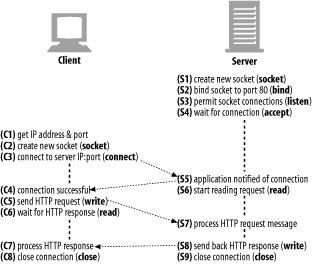 Client
Server
(S1) create new socket (socket)
(S2) bind socket to port 80 (bind)
(S3) permit socket connections (listen)
(S4) wait for connection (accept)
(C1) get IP address & port
(C2) create new socket (socket)
(C3) connect to server IP:port (connect)
(S5) application notified of connection
(S6) start reading request (read)
(C4) connection successful
(C5) send HTTP request (write)
(C6) wait for HTTP response (read)
(S7) process HTTP request message
(C7) process HTTP response
(C8) close connection (close)
(S8) send back HTTP response (write)
(S9) close connection (close)